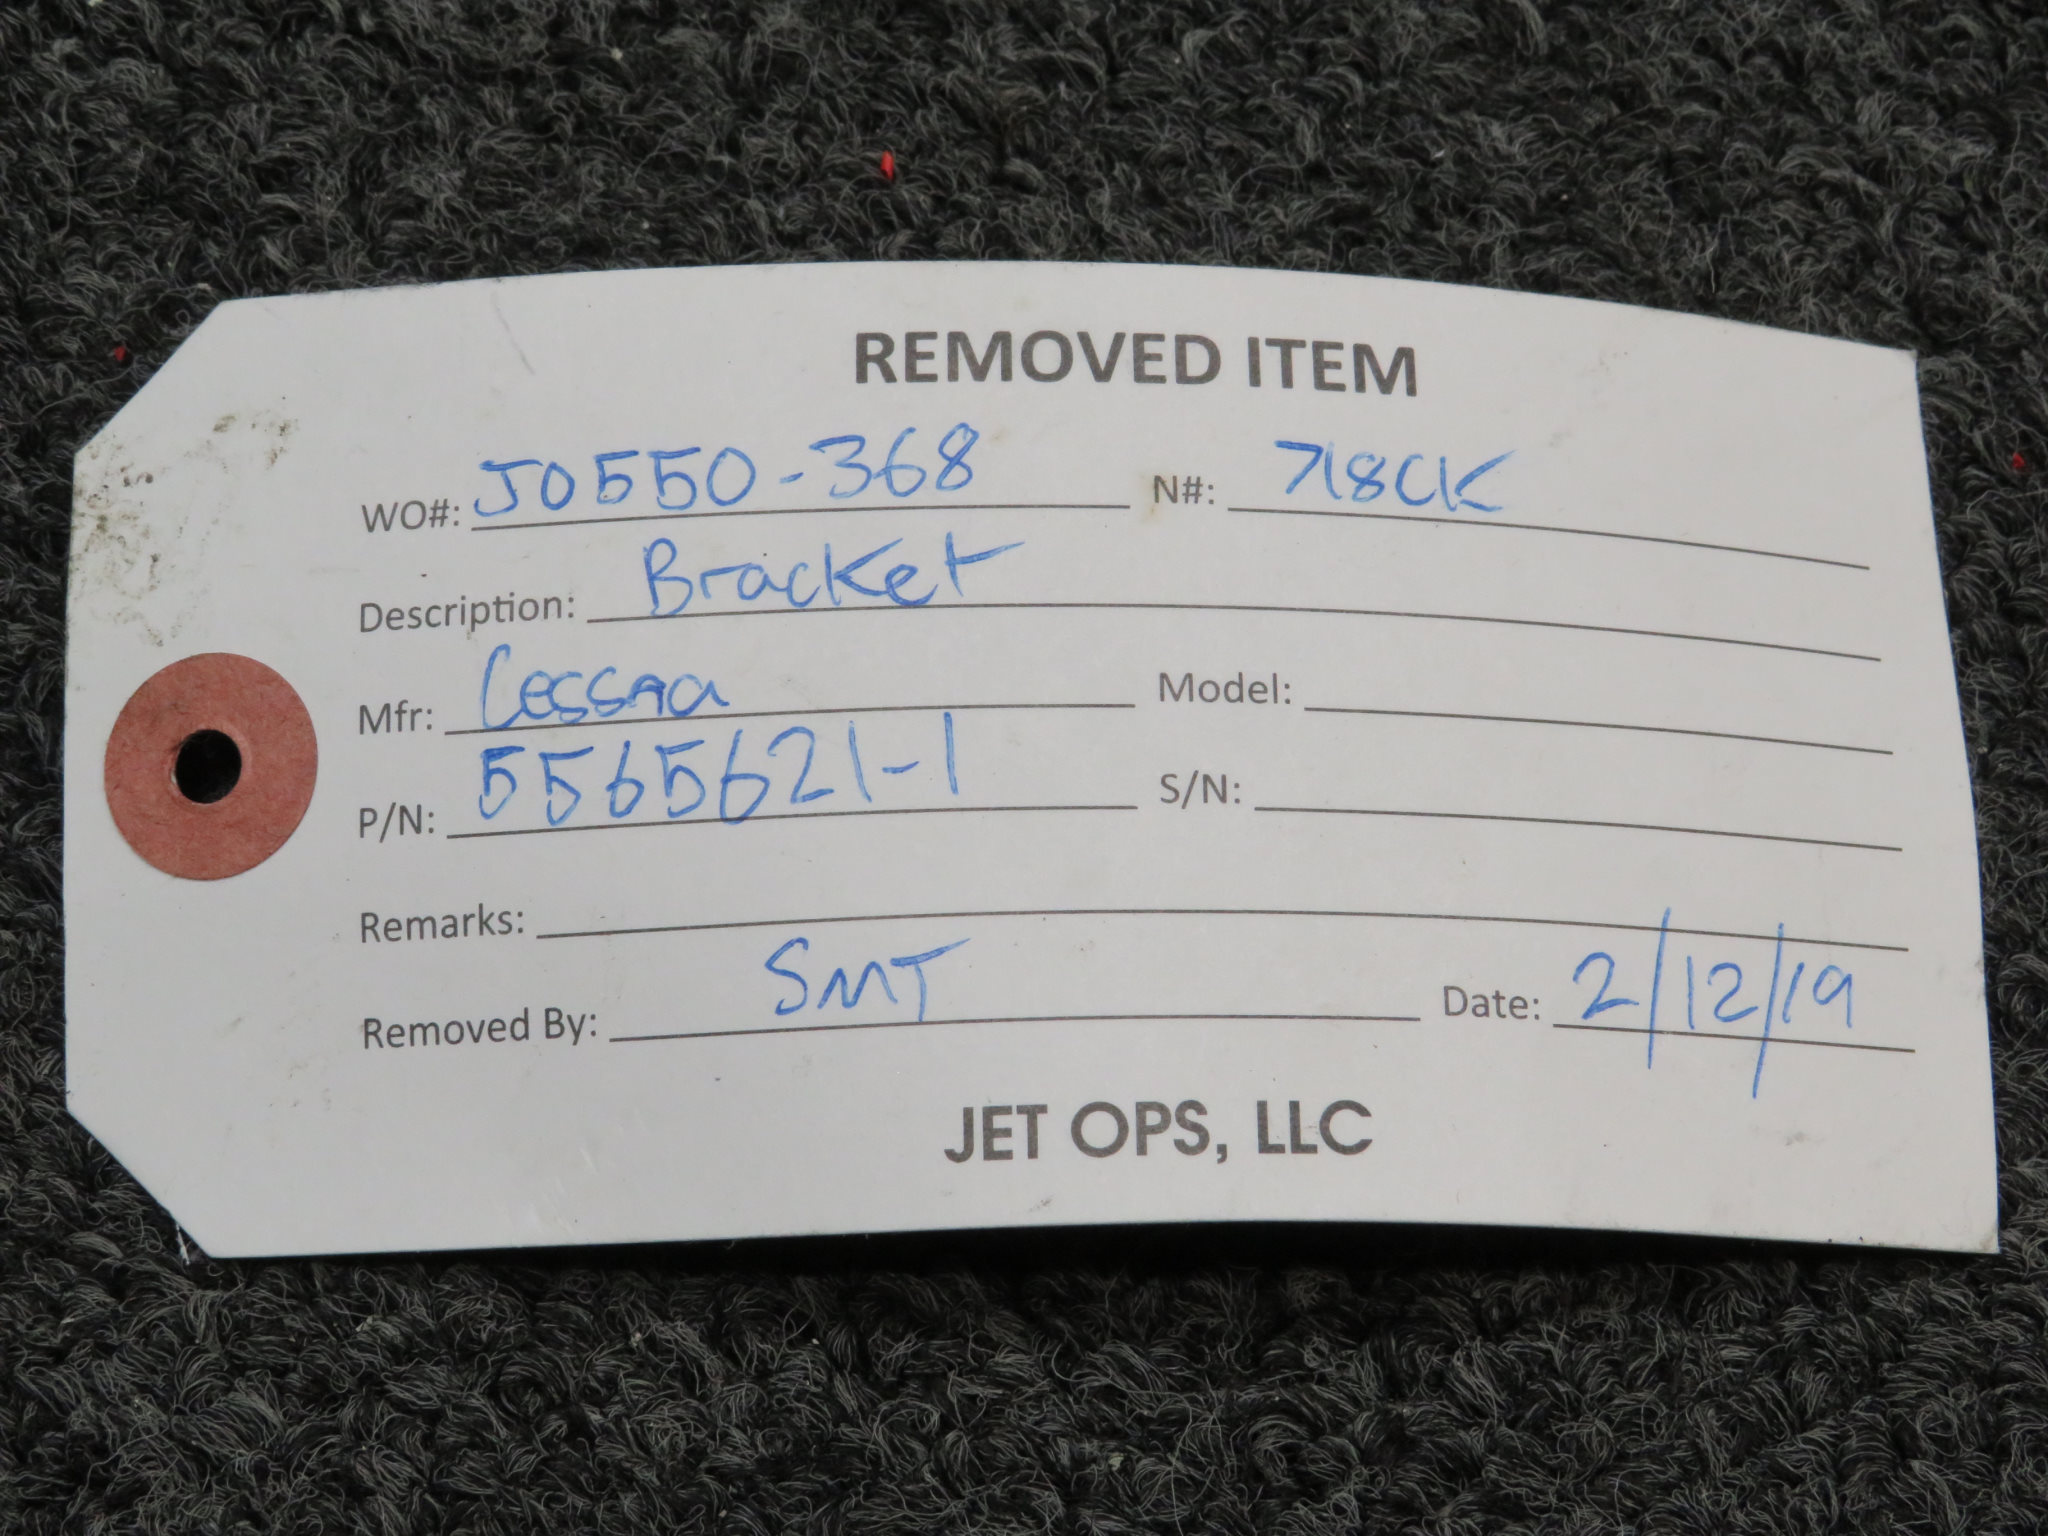 REMOVED ITEM
WO#: JO550-368 N#: 718CK
Description: Bracket
Mfr: Cessna Model:
P/N: 5565621-1 S/N:
Remarks:
Removed By: SMT Date: 2/12/19
JET OPS, LLC